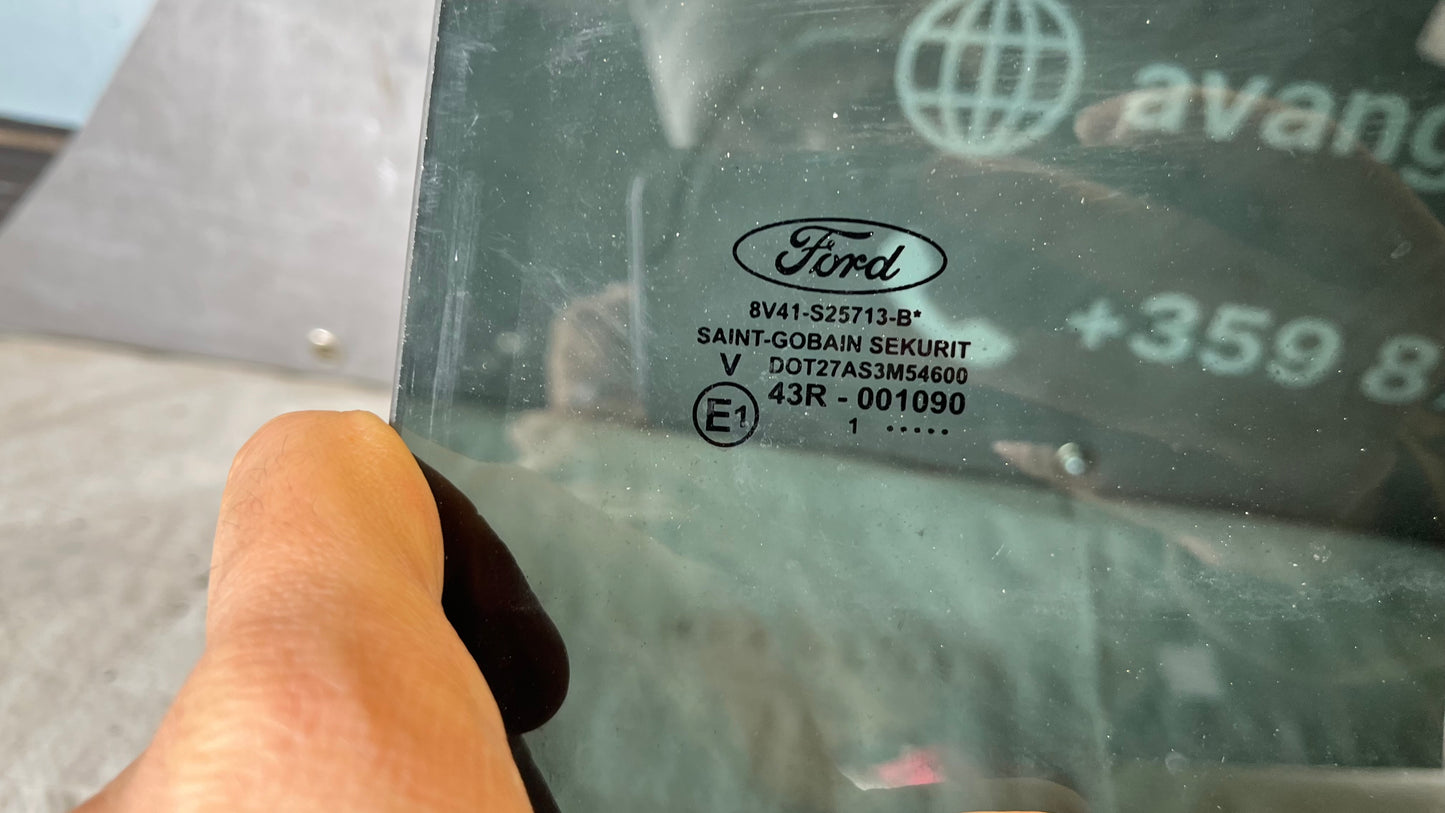 avang
+359 8
Ford
8V41-S25713-B*
SAINT-GOBAIN SEKURIT
V DOT27AS3M54600
E1 43R - 001090
1 .....